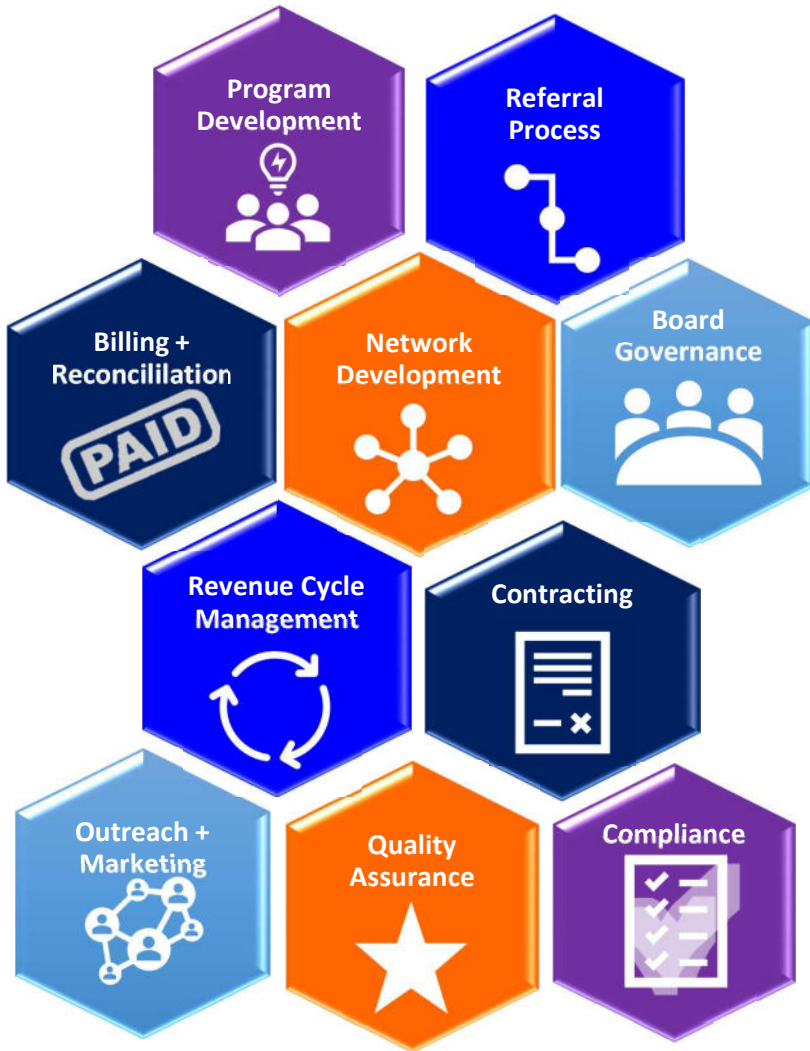 Program
Development
Referral
Process
Billing +
Reconcililation
PAID
Network
Development
Board
Governance
Revenue Cycle
Management
Contracting
Outreach +
Marketing
Quality
Assurance
Compliance